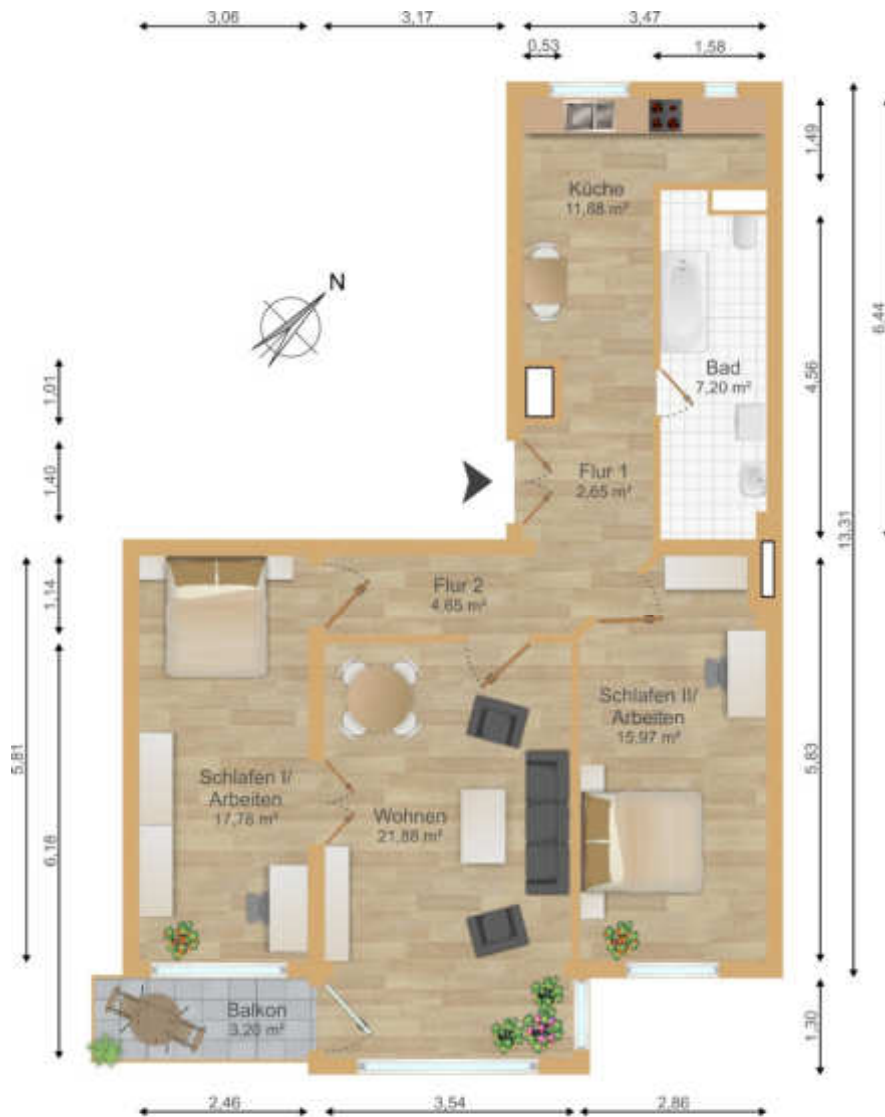 3,06
3,17
3,47
0,53
1,58
1,49
Küche
11,88 m²
N
6,44
4,56
Bad
7,20 m²
1,01
1,40
Flur 1
2,65 m²
13,31
1,14
Flur 2
4,65 m²
Schlafen II/
Arbeiten
15,97 m²
5,81
5,83
Schlafen I/
Arbeiten
17,78 m²
Wohnen
21,88 m²
6,18
Balkon
3,20 m²
1,30
2,46
3,54
2,86